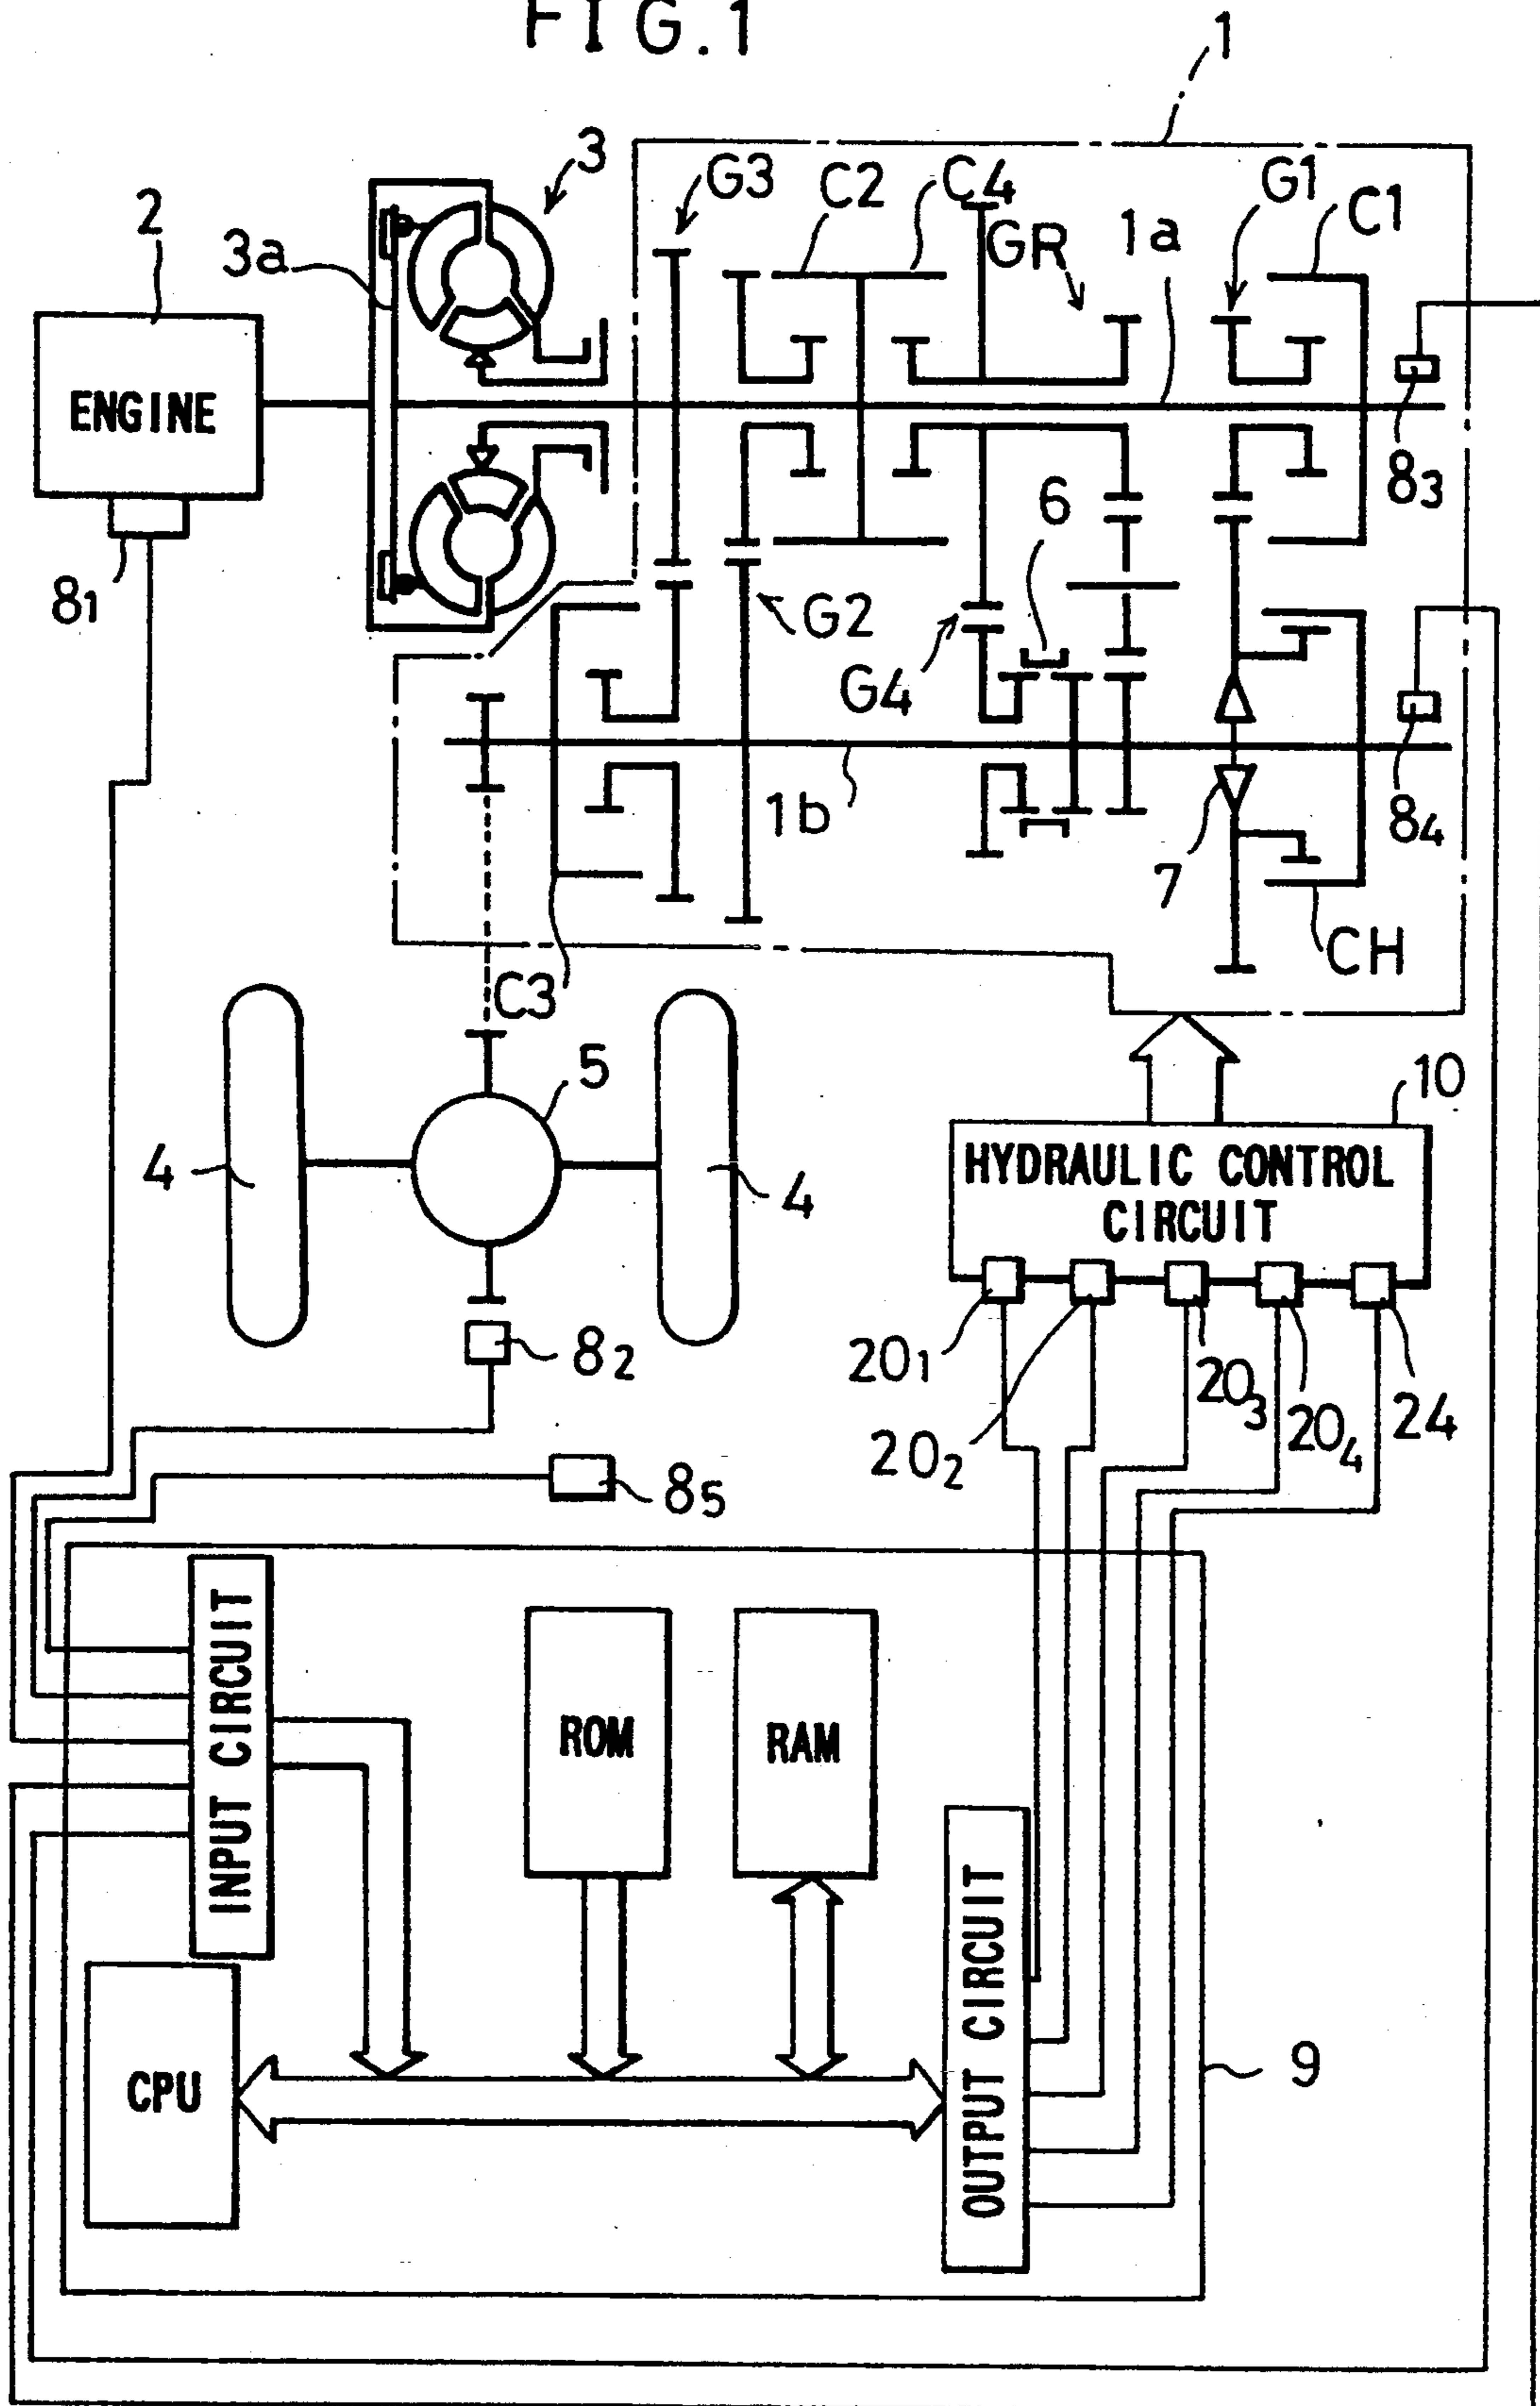 FIG.1
1
3
G3
C2
C4
G1
C1
2
3a
GR
1a
ENGINE
8₃
6
8₁
G2
G4
1b
8₄
7
CH
C3
5
10
4
4
HYDRAULIC CONTROL
CIRCUIT
8₂
20₁
20₃
24
20₂
20₄
8₅
INPUT CIRCUIT
ROM
RAM
OUTPUT CIRCUIT
CPU
9